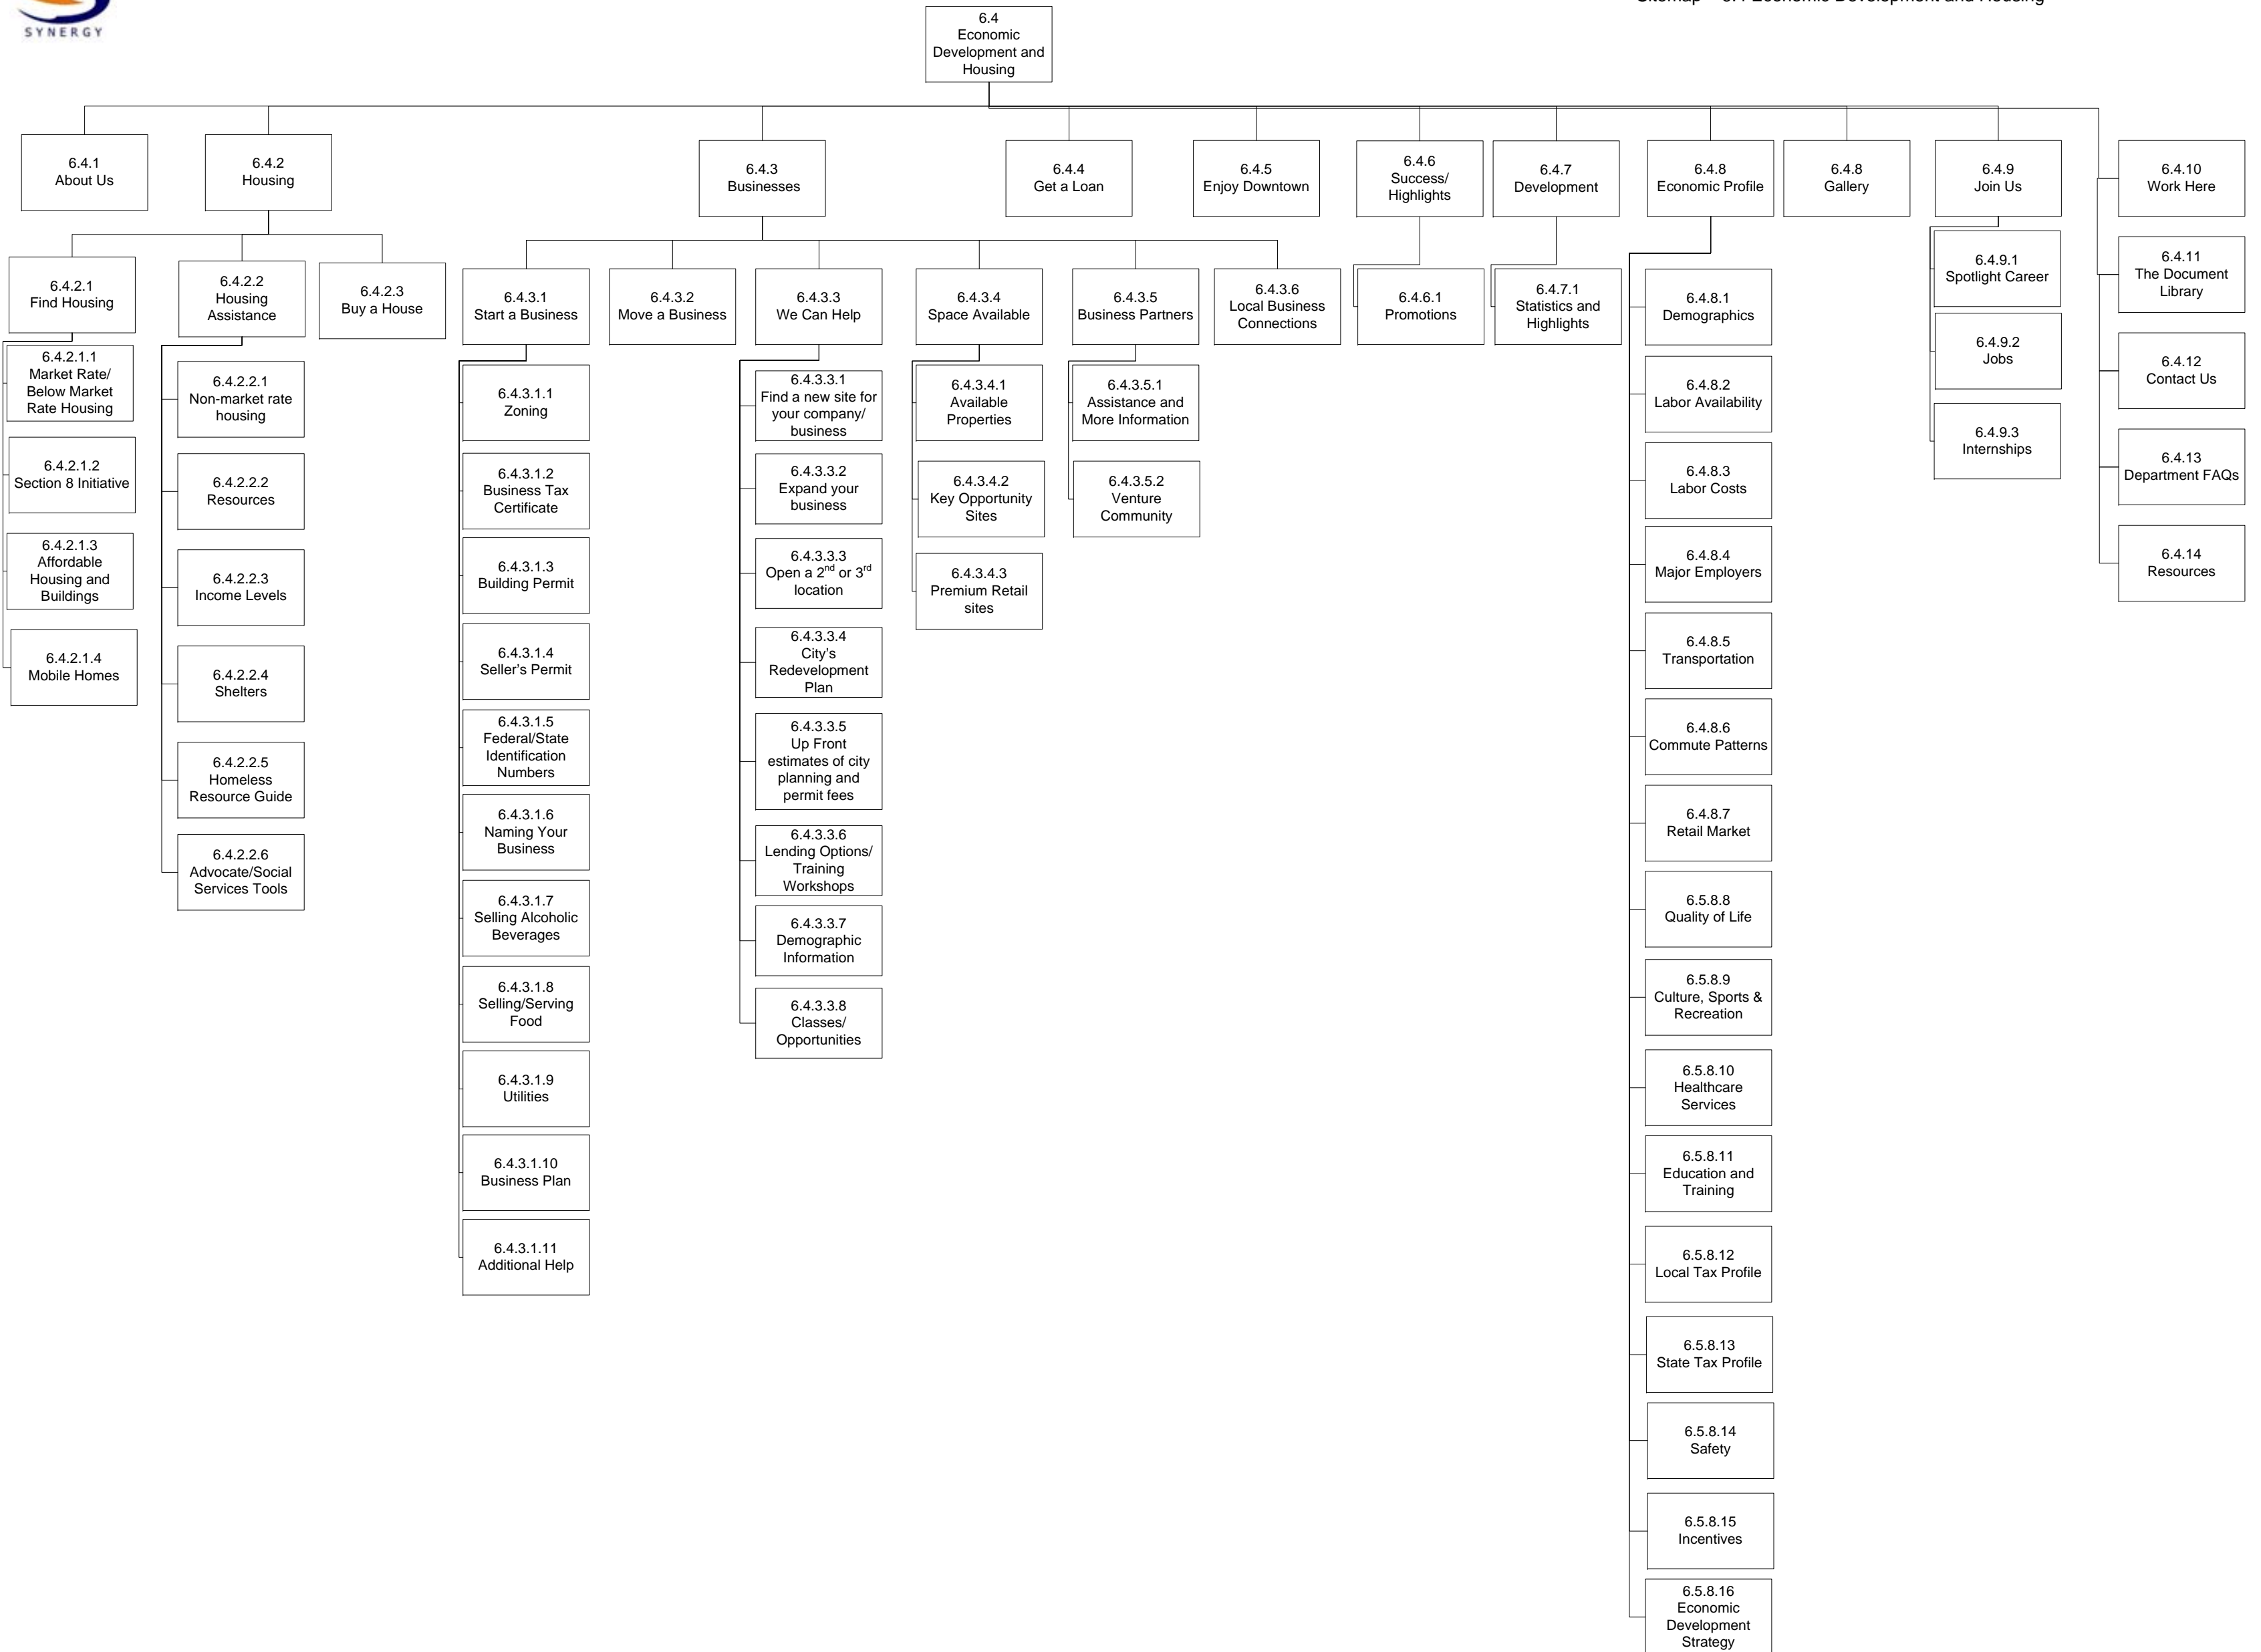 SYNERGY
Sitemap – 6.4 Economic Development and Housing
6.4
Economic
Development and
Housing
6.4.1
About Us
6.4.2
Housing
6.4.3
Businesses
6.4.4
Get a Loan
6.4.5
Enjoy Downtown
6.4.6
Success/
Highlights
6.4.7
Development
6.4.8
Economic Profile
6.4.8
Gallery
6.4.9
Join Us
6.4.10
Work Here
6.4.2.1
Find Housing
6.4.2.2
Housing
Assistance
6.4.2.3
Buy a House
6.4.2.1.1
Market Rate/
Below Market
Rate Housing
6.4.2.1.2
Section 8 Initiative
6.4.2.1.3
Affordable
Housing and
Buildings
6.4.2.1.4
Mobile Homes
6.4.2.2.1
Non-market rate
housing
6.4.2.2.2
Resources
6.4.2.2.3
Income Levels
6.4.2.2.4
Shelters
6.4.2.2.5
Homeless
Resource Guide
6.4.2.2.6
Advocate/Social
Services Tools
6.4.3.1
Start a Business
6.4.3.2
Move a Business
6.4.3.3
We Can Help
6.4.3.4
Space Available
6.4.3.5
Business Partners
6.4.3.6
Local Business
Connections
6.4.3.1.1
Zoning
6.4.3.1.2
Business Tax
Certificate
6.4.3.1.3
Building Permit
6.4.3.1.4
Seller's Permit
6.4.3.1.5
Federal/State
Identification
Numbers
6.4.3.1.6
Naming Your
Business
6.4.3.1.7
Selling Alcoholic
Beverages
6.4.3.1.8
Selling/Serving
Food
6.4.3.1.9
Utilities
6.4.3.1.10
Business Plan
6.4.3.1.11
Additional Help
6.4.3.3.1
Find a new site for
your company/
business
6.4.3.3.2
Expand your
business
6.4.3.3.3
Open a 2nd or 3rd
location
6.4.3.3.4
City's
Redevelopment
Plan
6.4.3.3.5
Up Front
estimates of city
planning and
permit fees
6.4.3.3.6
Lending Options/
Training
Workshops
6.4.3.3.7
Demographic
Information
6.4.3.3.8
Classes/
Opportunities
6.4.3.4.1
Available
Properties
6.4.3.4.2
Key Opportunity
Sites
6.4.3.4.3
Premium Retail
sites
6.4.3.5.1
Assistance and
More Information
6.4.3.5.2
Venture
Community
6.4.6.1
Promotions
6.4.7.1
Statistics and
Highlights
6.4.8.1
Demographics
6.4.8.2
Labor Availability
6.4.8.3
Labor Costs
6.4.8.4
Major Employers
6.4.8.5
Transportation
6.4.8.6
Commute Patterns
6.4.8.7
Retail Market
6.5.8.8
Quality of Life
6.5.8.9
Culture, Sports &
Recreation
6.5.8.10
Healthcare
Services
6.5.8.11
Education and
Training
6.5.8.12
Local Tax Profile
6.5.8.13
State Tax Profile
6.5.8.14
Safety
6.5.8.15
Incentives
6.5.8.16
Economic
Development
Strategy
6.4.9.1
Spotlight Career
6.4.9.2
Jobs
6.4.9.3
Internships
6.4.11
The Document
Library
6.4.12
Contact Us
6.4.13
Department FAQs
6.4.14
Resources